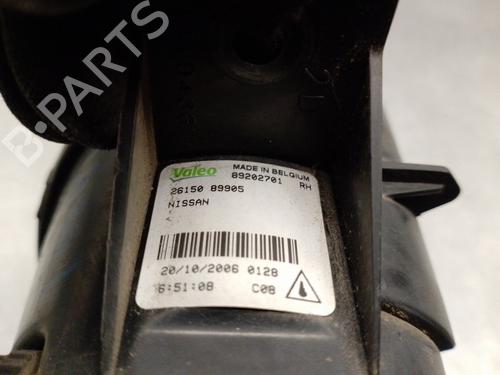 B-PARTS
Valeo
MADE IN BELGIUM
89202701 RH
26150 89905
NISSAN
20/10/2006 0128
6:51:08 C08